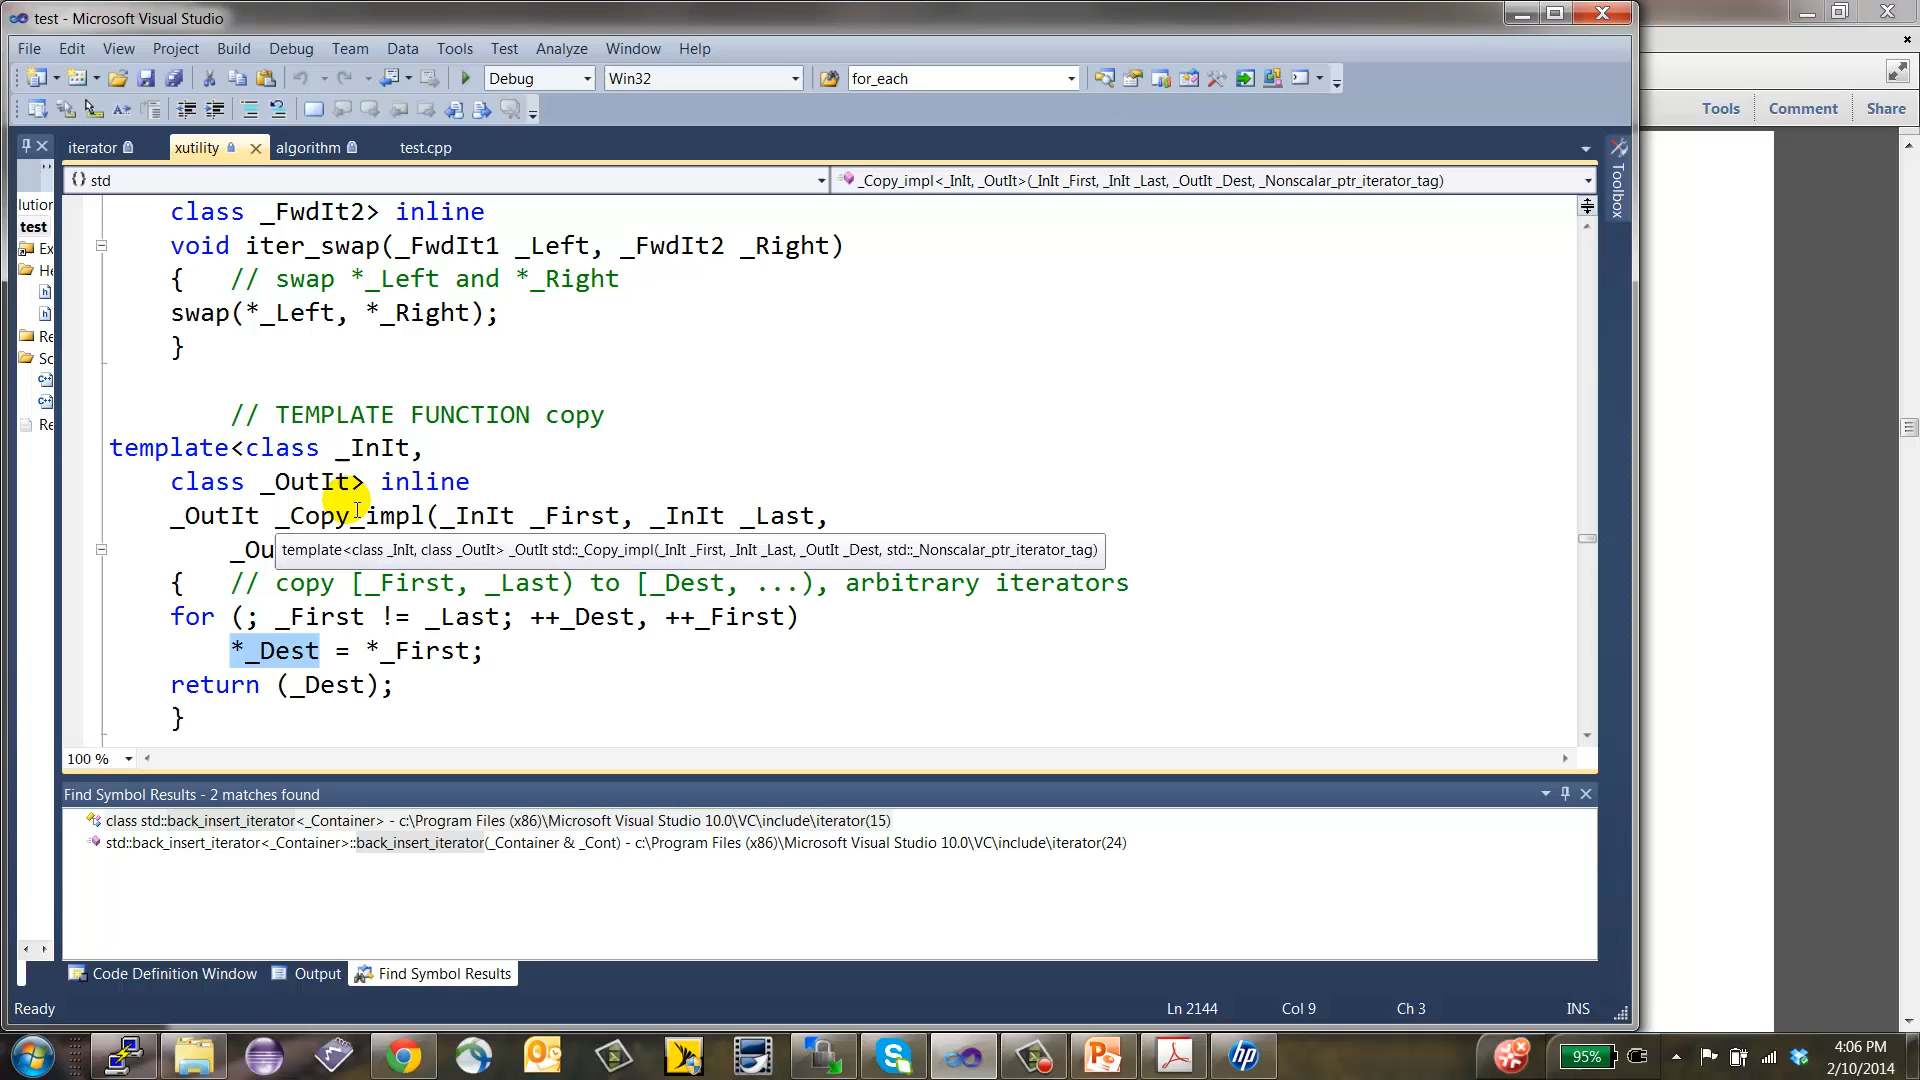 test - Microsoft Visual Studio
File Edit View Project Build Debug Team Data Tools Test Analyze Window Help
Debug Win32 for_each
Tools Comment Share
iterator xutility algorithm test.cpp
{} std _Copy_impl<_InIt, _OutIt>(_InIt _First, _InIt _Last, _OutIt _Dest, _Nonscalar_ptr_iterator_tag)
Toolbox
lution
test
Ex
He
Re
Sc
Re
class _FwdIt2> inline
void iter_swap(_FwdIt1 _Left, _FwdIt2 _Right)
{ // swap *_Left and *_Right
swap(*_Left, *_Right);
}
// TEMPLATE FUNCTION copy
template<class _InIt,
class _OutIt> inline
_OutIt _Copy_impl(_InIt _First, _InIt _Last,
_Ou
template<class _InIt, class _OutIt> _OutIt std::_Copy_impl(_InIt _First, _InIt _Last, _OutIt _Dest, std::_Nonscalar_ptr_iterator_tag)
{ // copy [_First, _Last) to [_Dest, ...), arbitrary iterators
for (; _First != _Last; ++_Dest, ++_First)
*_Dest = *_First;
return (_Dest);
}
100 %
Find Symbol Results - 2 matches found
class std::back_insert_iterator<_Container> - c:\Program Files (x86)\Microsoft Visual Studio 10.0\VC\include\iterator(15)
std::back_insert_iterator<_Container>::back_insert_iterator(_Container & _Cont) - c:\Program Files (x86)\Microsoft Visual Studio 10.0\VC\include\iterator(24)
Code Definition Window Output Find Symbol Results
Ready Ln 2144 Col 9 Ch 3 INS
95% 4:06 PM
2/10/2014